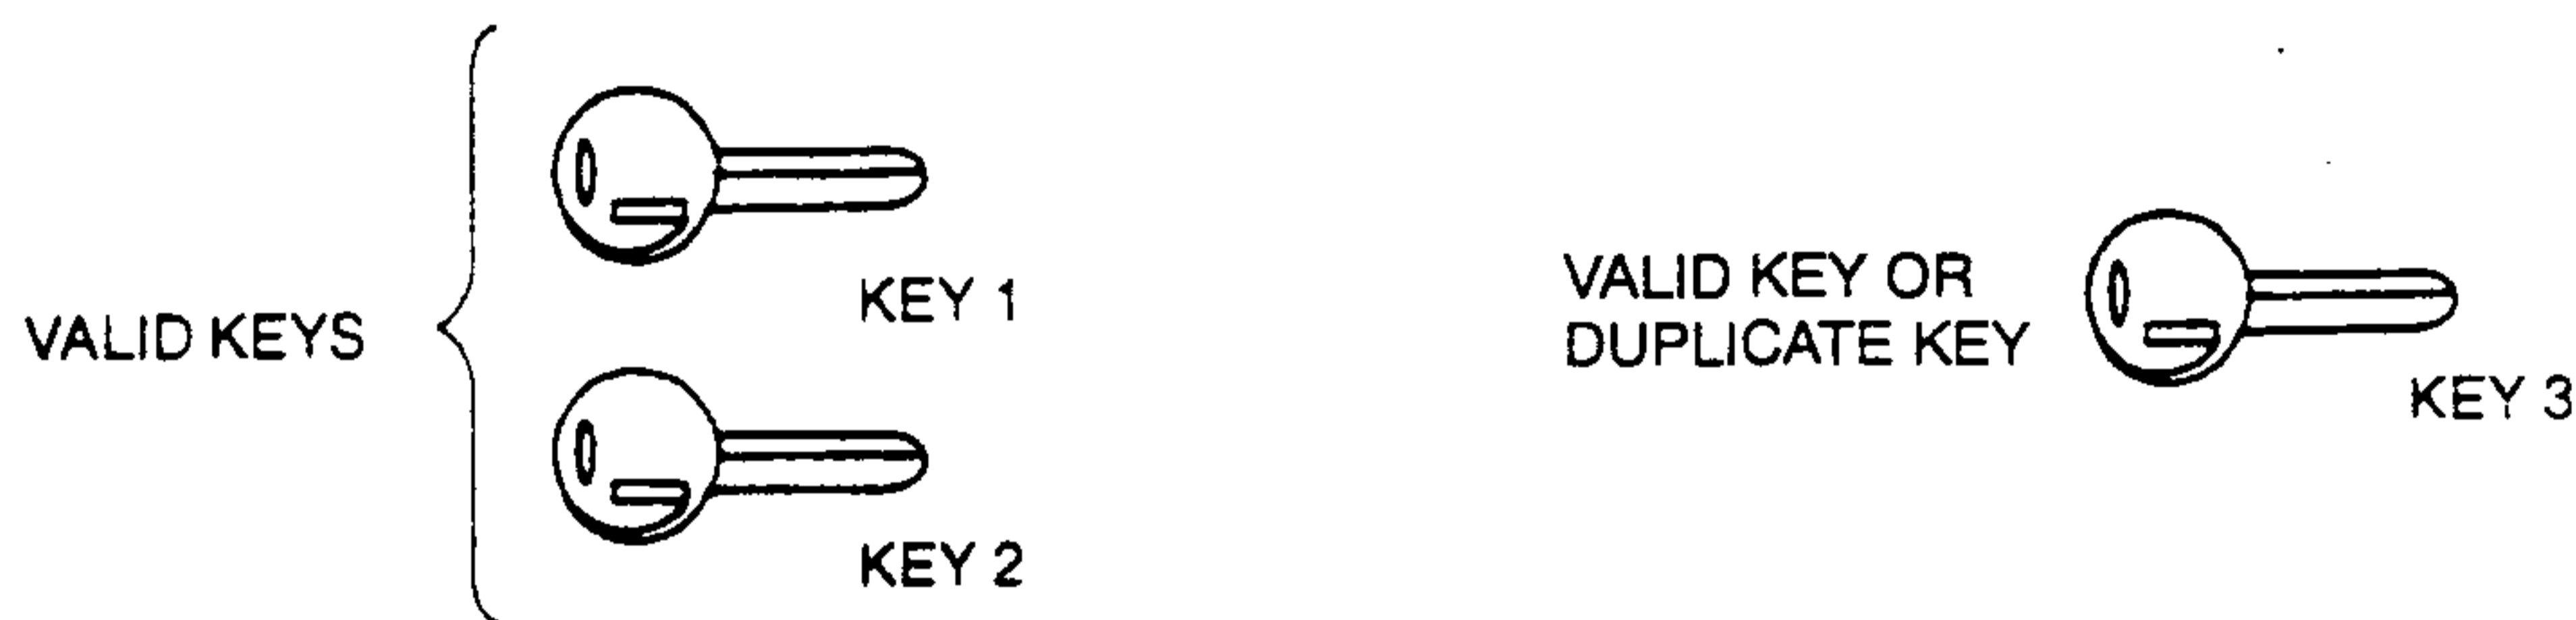 VALID KEYS
KEY 1
KEY 2
VALID KEY OR
DUPLICATE KEY
KEY 3